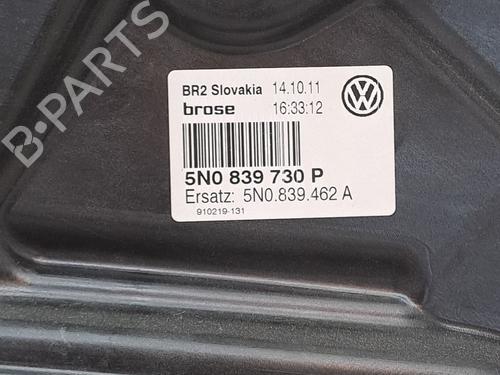 B-PARTS
BR2 Slovakia 14.10.11
brose 16:33:12
5N0 839 730 P
Ersatz: 5N0.839.462 A
910219-131